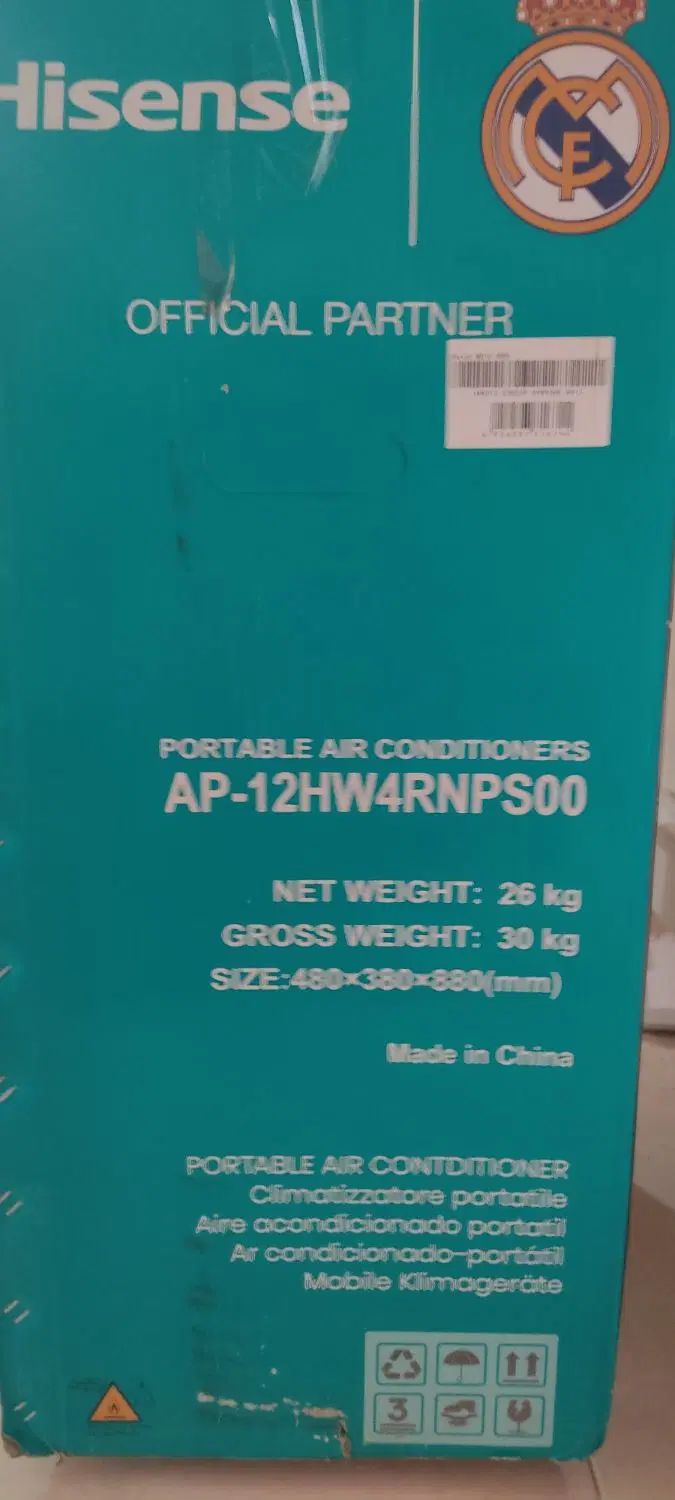 Hisense
OFFICIAL PARTNER
PORTABLE AIR CONDITIONERS
AP-12HW4RNPS00
NET WEIGHT: 26 kg
GROSS WEIGHT: 30 kg
SIZE:480×380×880(mm)
Made in China
PORTABLE AIR CONTDITIONER
Climatizzatore portatile
Aire acondicionado portatil
Ar condicionado-portátil
Mobile Klimageräte
3